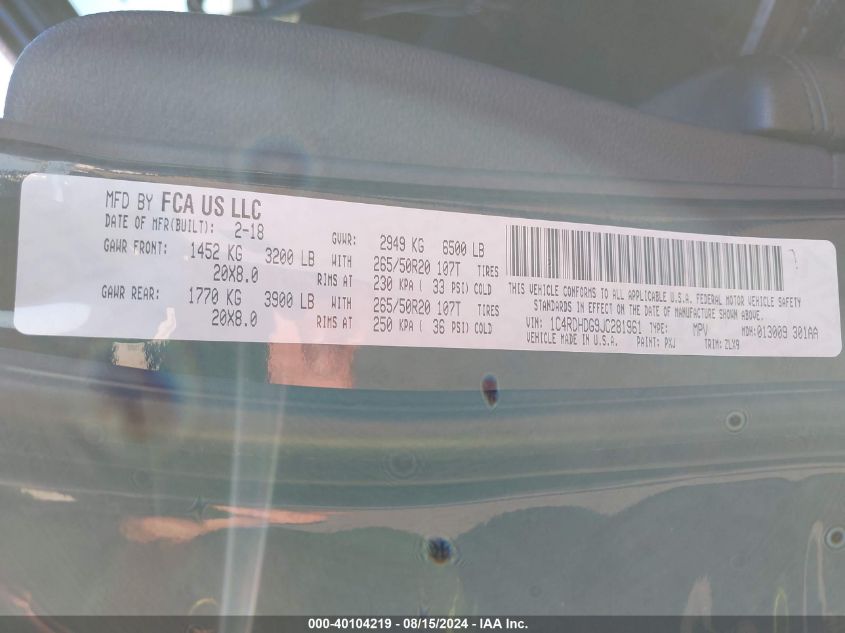 MFD BY FCA US LLC
DATE OF MFR(BUILT): 2-18 GVWR: 2949 KG 6500 LB
GAWR FRONT: 1452 KG 3200 LB WITH 265/50R20 107T TIRES
20X8.0 RIMS AT 230 KPA ( 33 PSI) COLD
GAWR REAR: 1770 KG 3900 LB WITH 265/50R20 107T TIRES
20X8.0 RIMS AT 250 KPA ( 36 PSI) COLD
THIS VEHICLE CONFORMS TO ALL APPLICABLE U.S.A. FEDERAL MOTOR VEHICLE SAFETY
STANDARDS IN EFFECT ON THE DATE OF MANUFACTURE SHOWN ABOVE.
VIN: 1C4RDHDG9JC281961 TYPE: MPV MDH:013009 301AA
VEHICLE MADE IN U.S.A. PAINT: PXJ TRIM: ZLX9
000-40104219 - 08/15/2024 - IAA Inc.